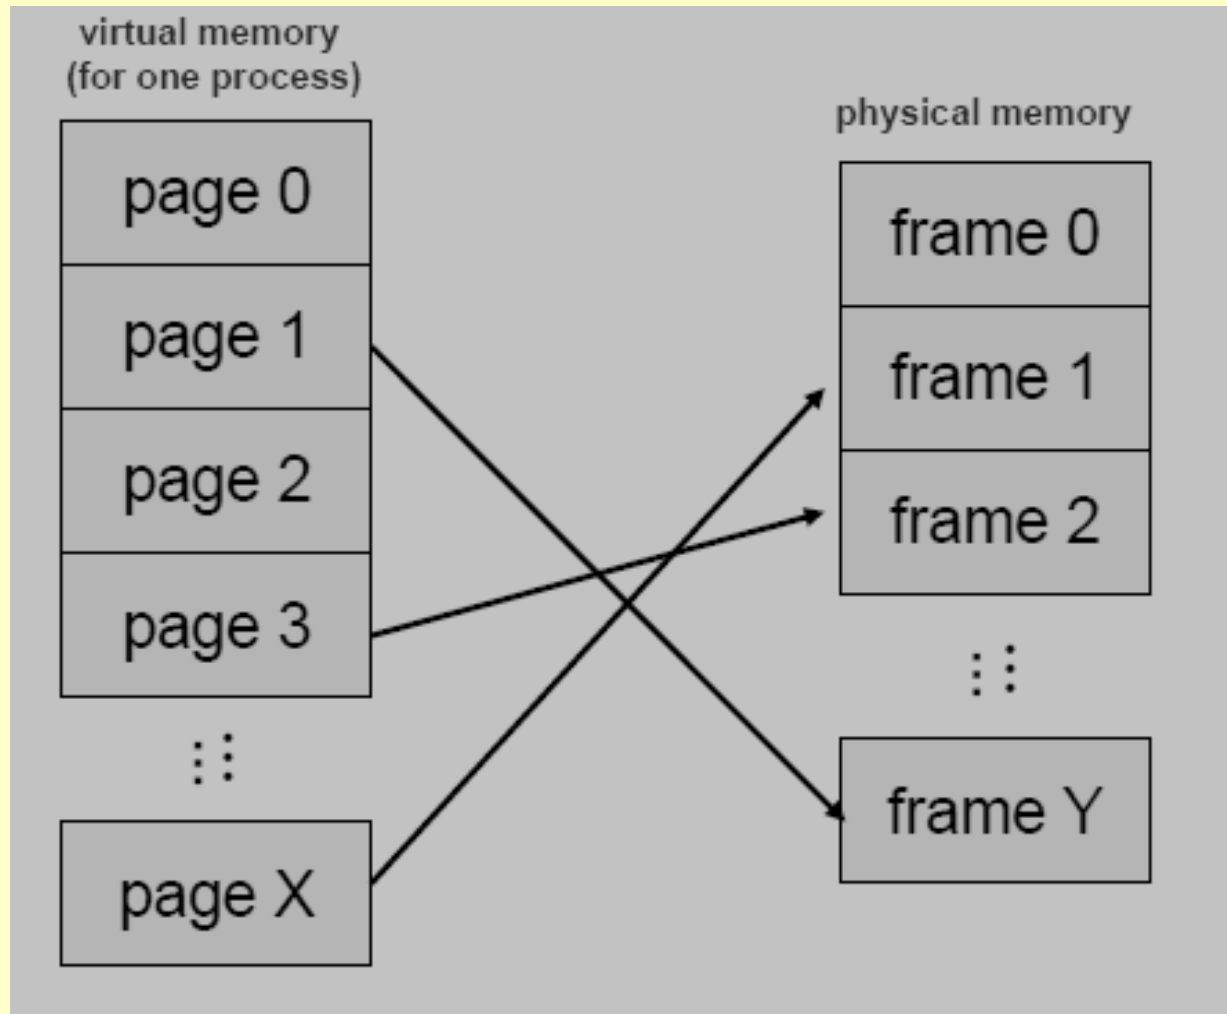 virtual memory
(for one process)
page 0
page 1
page 2
page 3
page X
physical memory
frame 0
frame 1
frame 2
frame Y